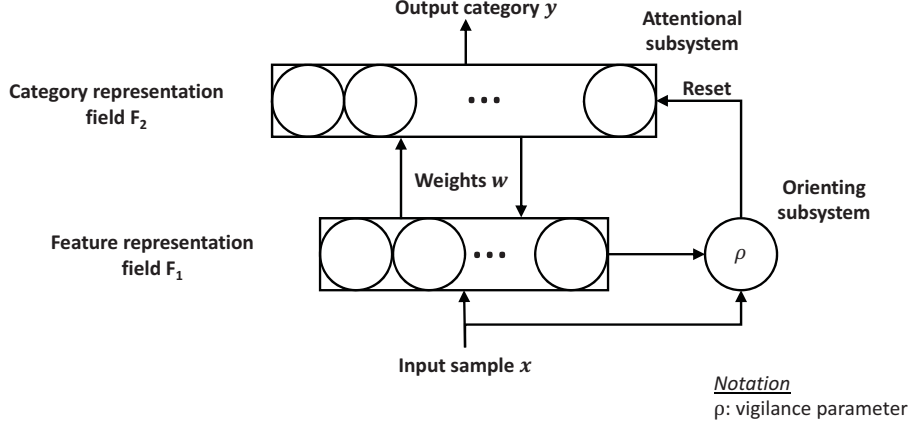 Output category y
Attentional
subsystem
Category representation
field F₂
• • •
Reset
Weights w
Orienting
subsystem
Feature representation
field F₁
• • •
ρ
Input sample x
Notation
ρ: vigilance parameter